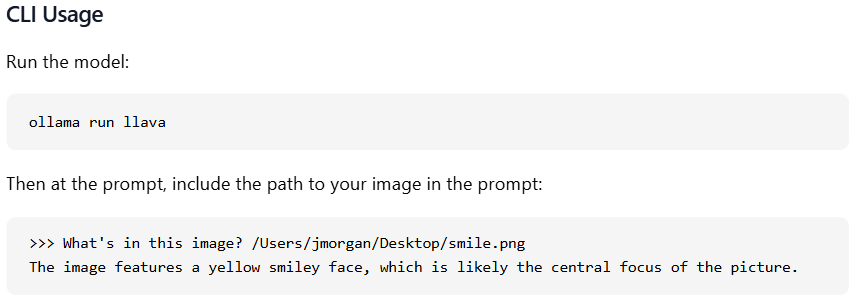 CLI Usage
Run the model:
ollama run llava
Then at the prompt, include the path to your image in the prompt:
>>> What's in this image? /Users/jmorgan/Desktop/smile.png
The image features a yellow smiley face, which is likely the central focus of the picture.